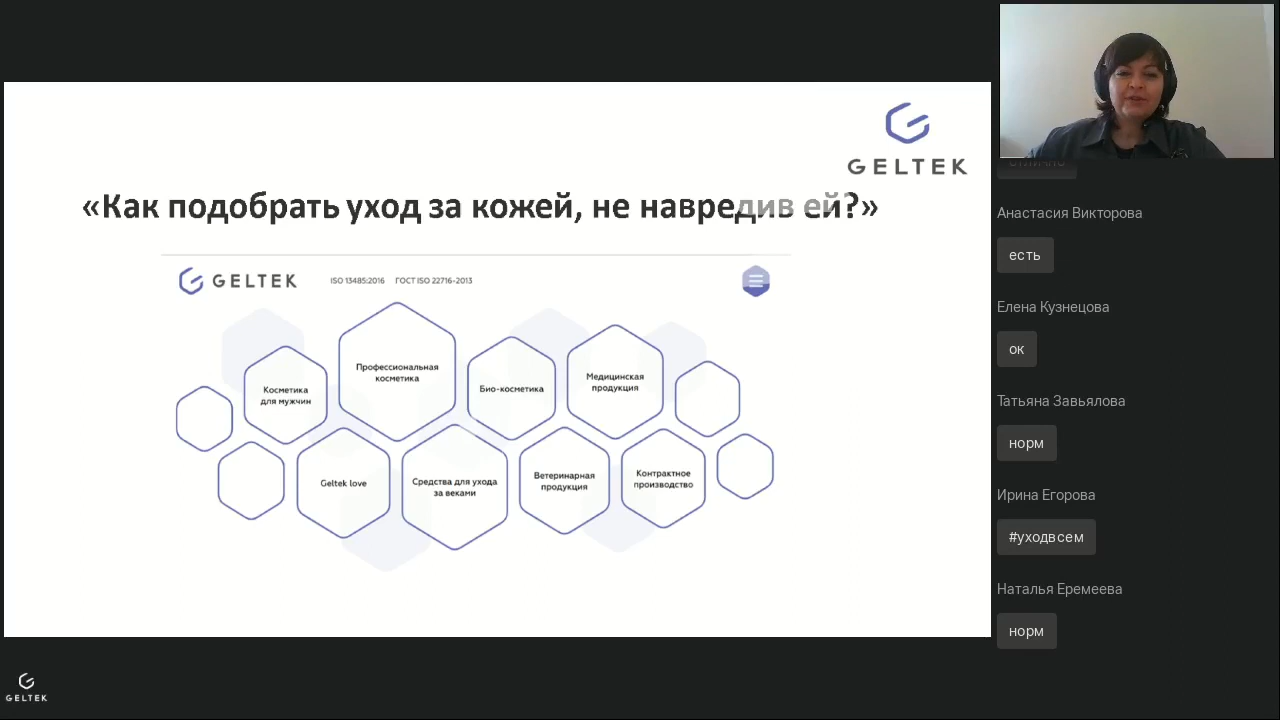 GELTEK
«Как подобрать уход за кожей, не навредив ей?»
GELTEK
ISO 13485:2016 ГОСТ ISO 22716-2013
Косметика
для мужчин
Профессиональная
косметика
Био-косметика
Медицинская
продукция
Geltek love
Средства для ухода
за веками
Ветеринарная
продукция
Контрактное
производство
GELTEK
Анастасия Викторова
есть
Елена Кузнецова
ок
Татьяна Завьялова
норм
Ирина Егорова
#уходвсем
Наталья Еремеева
норм